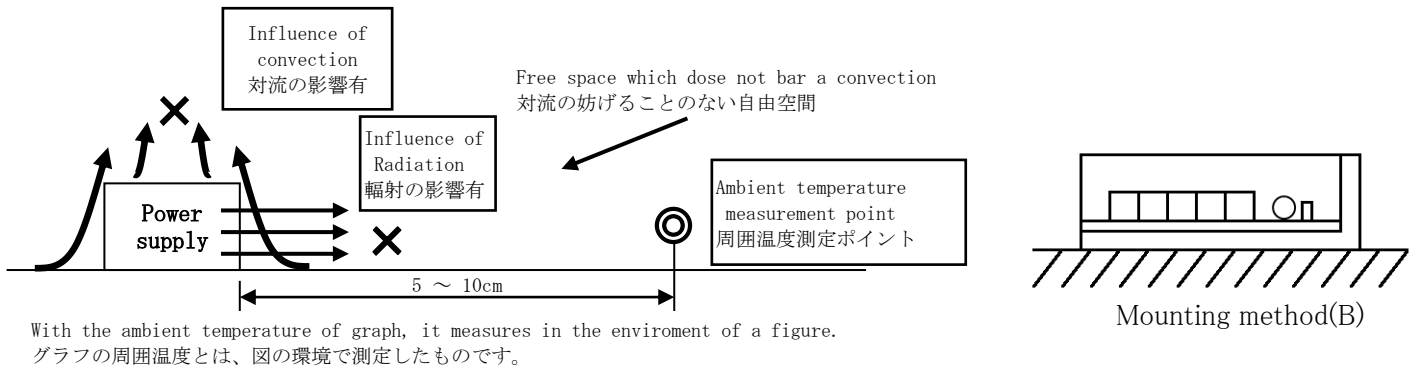 Influence of
convection
対流の影響有
Free space which dose not bar a convection
対流の妨げることのない自由空間
Influence of
Radiation
輻射の影響有
Power
supply
Ambient temperature
measurement point
周囲温度測定ポイント
5 ～ 10cm
Mounting method(B)
With the ambient temperature of graph, it measures in the enviroment of a figure.
グラフの周囲温度とは、図の環境で測定したものです。